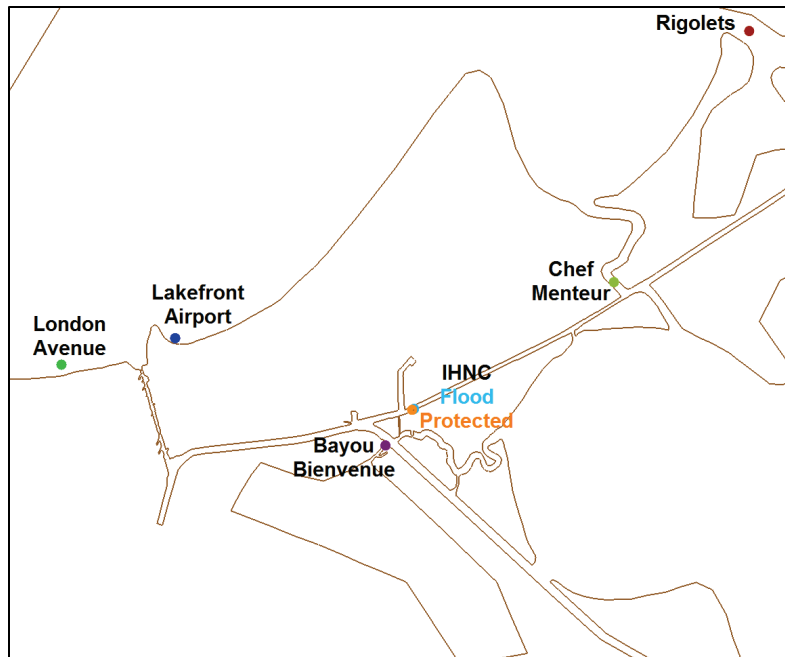 Rigolets
Chef
Menteur
Lakefront
Airport
London
Avenue
IHNC
Flood
Protected
Bayou
Bienvenue